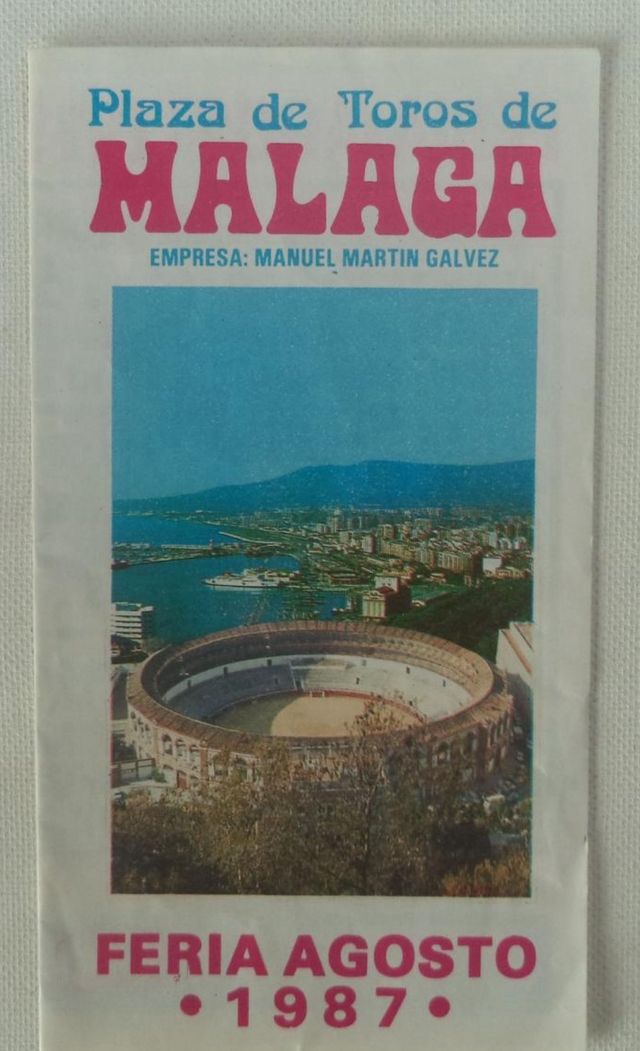 Plaza de Toros de
MALAGA
EMPRESA: MANUEL MARTIN GALVEZ
FERIA AGOSTO
• 1987 •